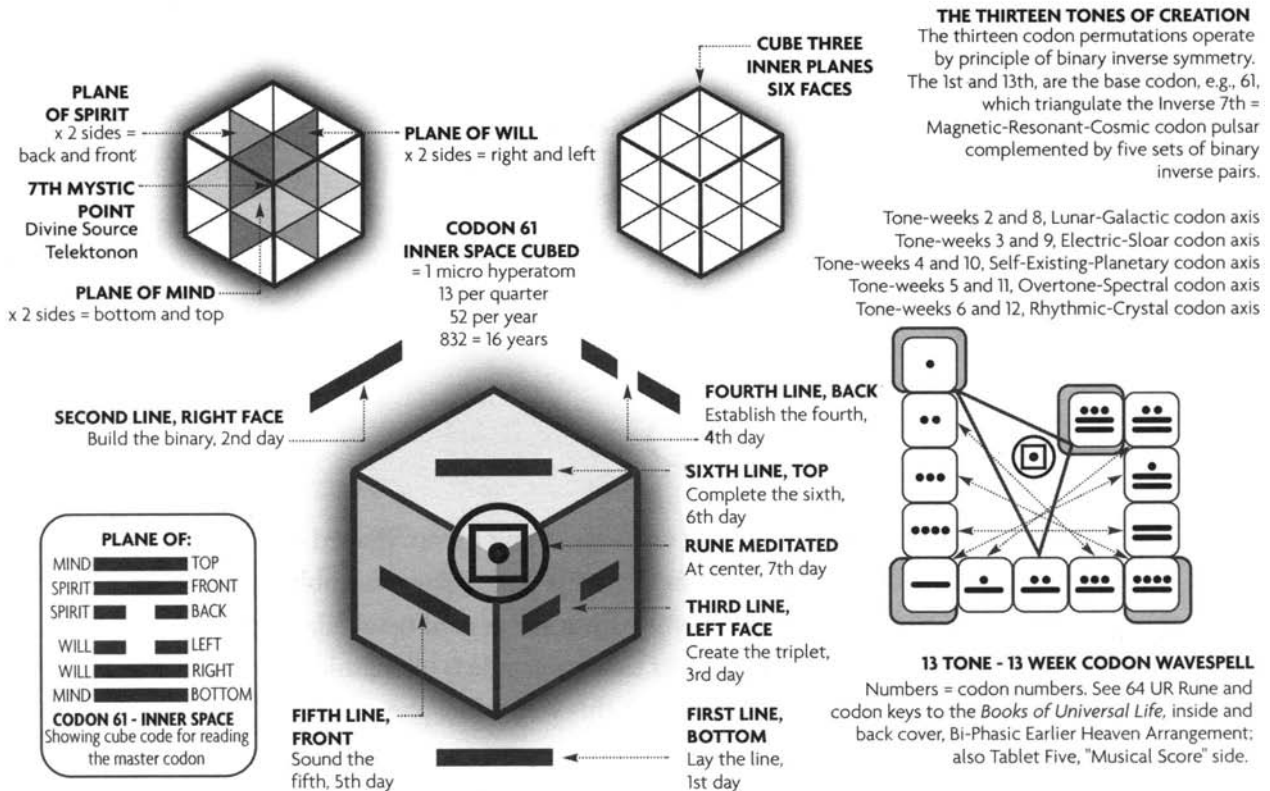 PLANE
OF SPIRIT
x 2 sides =
back and front
7TH MYSTIC
POINT
Divine Source
Telektonon
PLANE OF MIND
x 2 sides = bottom and top
PLANE OF WILL
x 2 sides = right and left
CUBE THREE
INNER PLANES
SIX FACES
THE THIRTEEN TONES OF CREATION
The thirteen codon permutations operate
by principle of binary inverse symmetry.
The 1st and 13th, are the base codon, e.g., 61,
which triangulate the Inverse 7th =
Magnetic-Resonant-Cosmic codon pulsar
complemented by five sets of binary
inverse pairs.
Tone-weeks 2 and 8, Lunar-Galactic codon axis
Tone-weeks 3 and 9, Electric-Sloar codon axis
Tone-weeks 4 and 10, Self-Existing-Planetary codon axis
Tone-weeks 5 and 11, Overtone-Spectral codon axis
Tone-weeks 6 and 12, Rhythmic-Crystal codon axis
CODON 61
INNER SPACE CUBED
= 1 micro hyperatom
13 per quarter
52 per year
832 = 16 years
SECOND LINE, RIGHT FACE
Build the binary, 2nd day
FOURTH LINE, BACK
Establish the fourth,
4th day
SIXTH LINE, TOP
Complete the sixth,
6th day
RUNE MEDITATED
At center, 7th day
THIRD LINE,
LEFT FACE
Create the triplet,
3rd day
FIRST LINE,
BOTTOM
Lay the line,
1st day
FIFTH LINE,
FRONT
Sound the
fifth, 5th day
PLANE OF:
MIND TOP
SPIRIT FRONT
SPIRIT BACK
WILL LEFT
WILL RIGHT
MIND BOTTOM
CODON 61 - INNER SPACE
Showing cube code for reading
the master codon
13 TONE - 13 WEEK CODON WAVESPELL
Numbers = codon numbers. See 64 UR Rune and
codon keys to the Books of Universal Life, inside and
back cover, Bi-Phasic Earlier Heaven Arrangement;
also Tablet Five, "Musical Score" side.